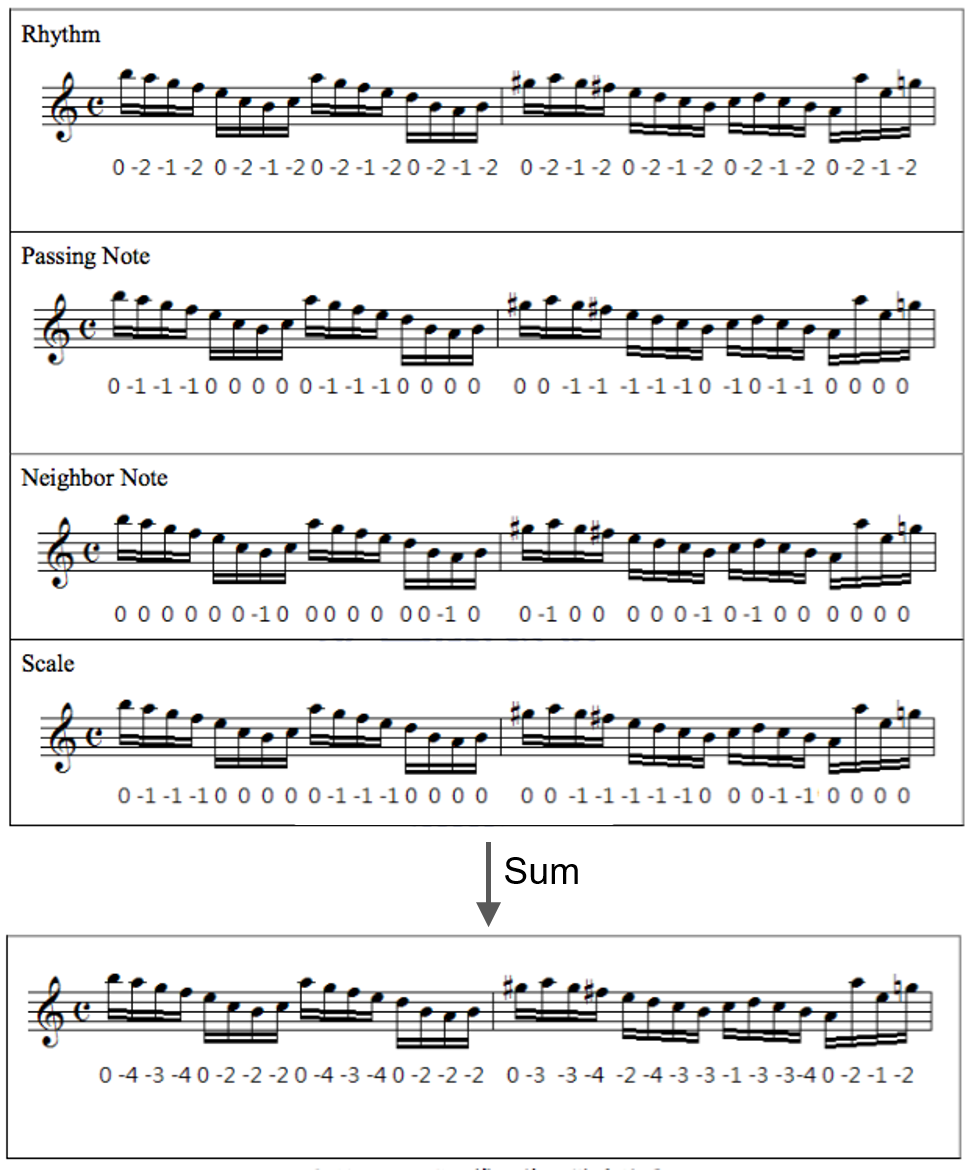 Rhythm
0 -2 -1 -2 0 -2 -1 -2 0 -2 -1 -2 0 -2 -1 -2 0 -2 -1 -2 0 -2 -1 -2 0 -2 -1 -2 0 -2 -1 -2
Passing Note
0 -1 -1 -1 0 0 0 0 0 -1 -1 -1 0 0 0 0 0 0 -1 -1 -1 -1 -1 0 -1 0 -1 -1 0 0 0 0
Neighbor Note
0 0 0 0 0 0 -1 0 0 0 0 0 0 0 -1 0 0 -1 0 0 0 0 0 -1 0 -1 0 0 0 0 0 0
Scale
0 -1 -1 -1 0 0 0 0 0 -1 -1 -1 0 0 0 0 0 0 -1 -1 -1 -1 -1 0 0 0 -1 -1 0 0 0 0
Sum
0 -4 -3 -4 0 -2 -2 -2 0 -4 -3 -4 0 -2 -2 -2 0 -3 -3 -4 -2 -4 -3 -3 -1 -3 -3 -4 0 -2 -1 -2